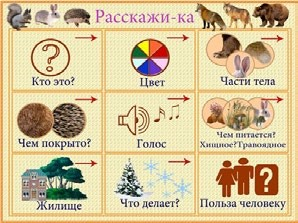 Расскажи-ка
Кто это?
Цвет
Части тела
Чем покрыто?
Голос
Чем питается?
Хищное?Травоядное
Жилище
Что делает?
Польза человеку